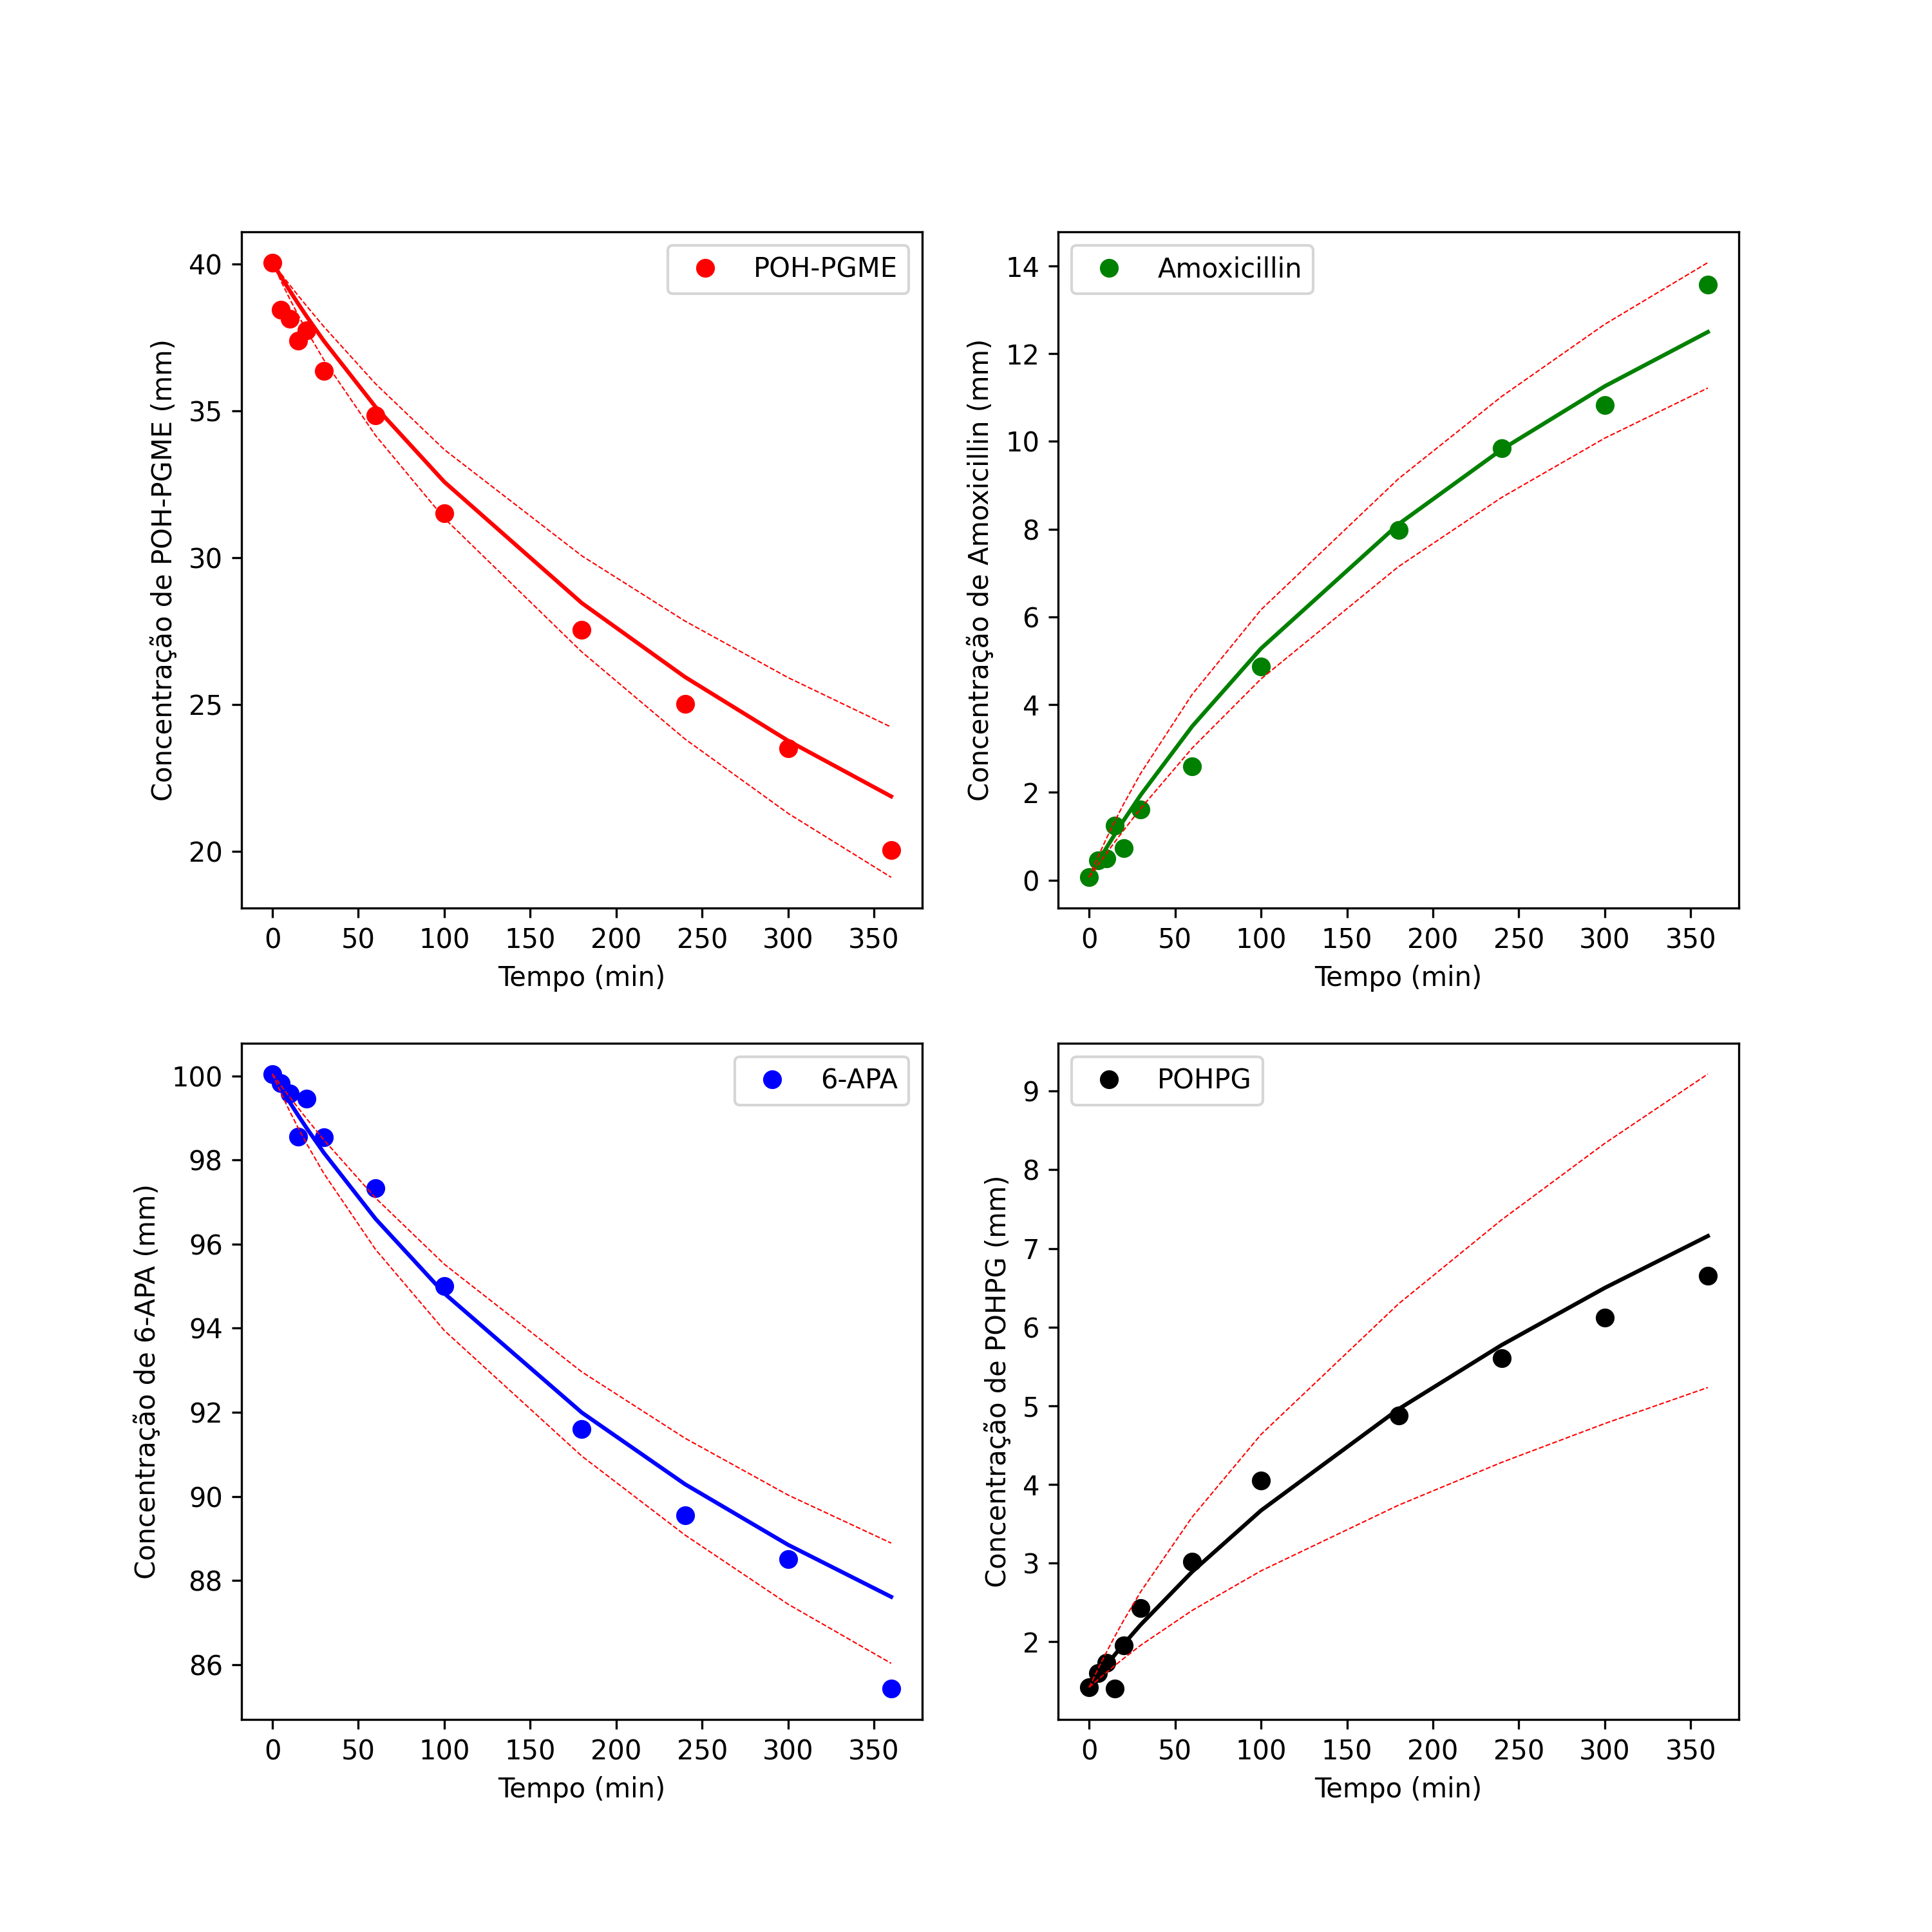 POH-PGME
Concentração de POH-PGME (mm)
40
35
30
25
20
0 50 100 150 200 250 300 350
Tempo (min)
Amoxicillin
Concentração de Amoxicillin (mm)
14
12
10
8
6
4
2
0
0 50 100 150 200 250 300 350
Tempo (min)
6-APA
Concentração de 6-APA (mm)
100
98
96
94
92
90
88
86
0 50 100 150 200 250 300 350
Tempo (min)
POHPG
Concentração de POHPG (mm)
9
8
7
6
5
4
3
2
0 50 100 150 200 250 300 350
Tempo (min)